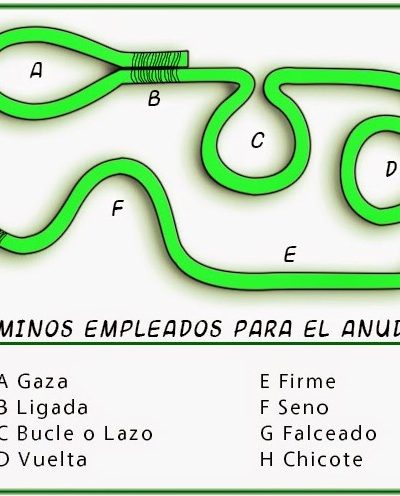 A
B
C
D
F
E
MINOS EMPLEADOS PARA EL ANUD
A Gaza
B Ligada
C Bucle o Lazo
D Vuelta
E Firme
F Seno
G Falceado
H Chicote